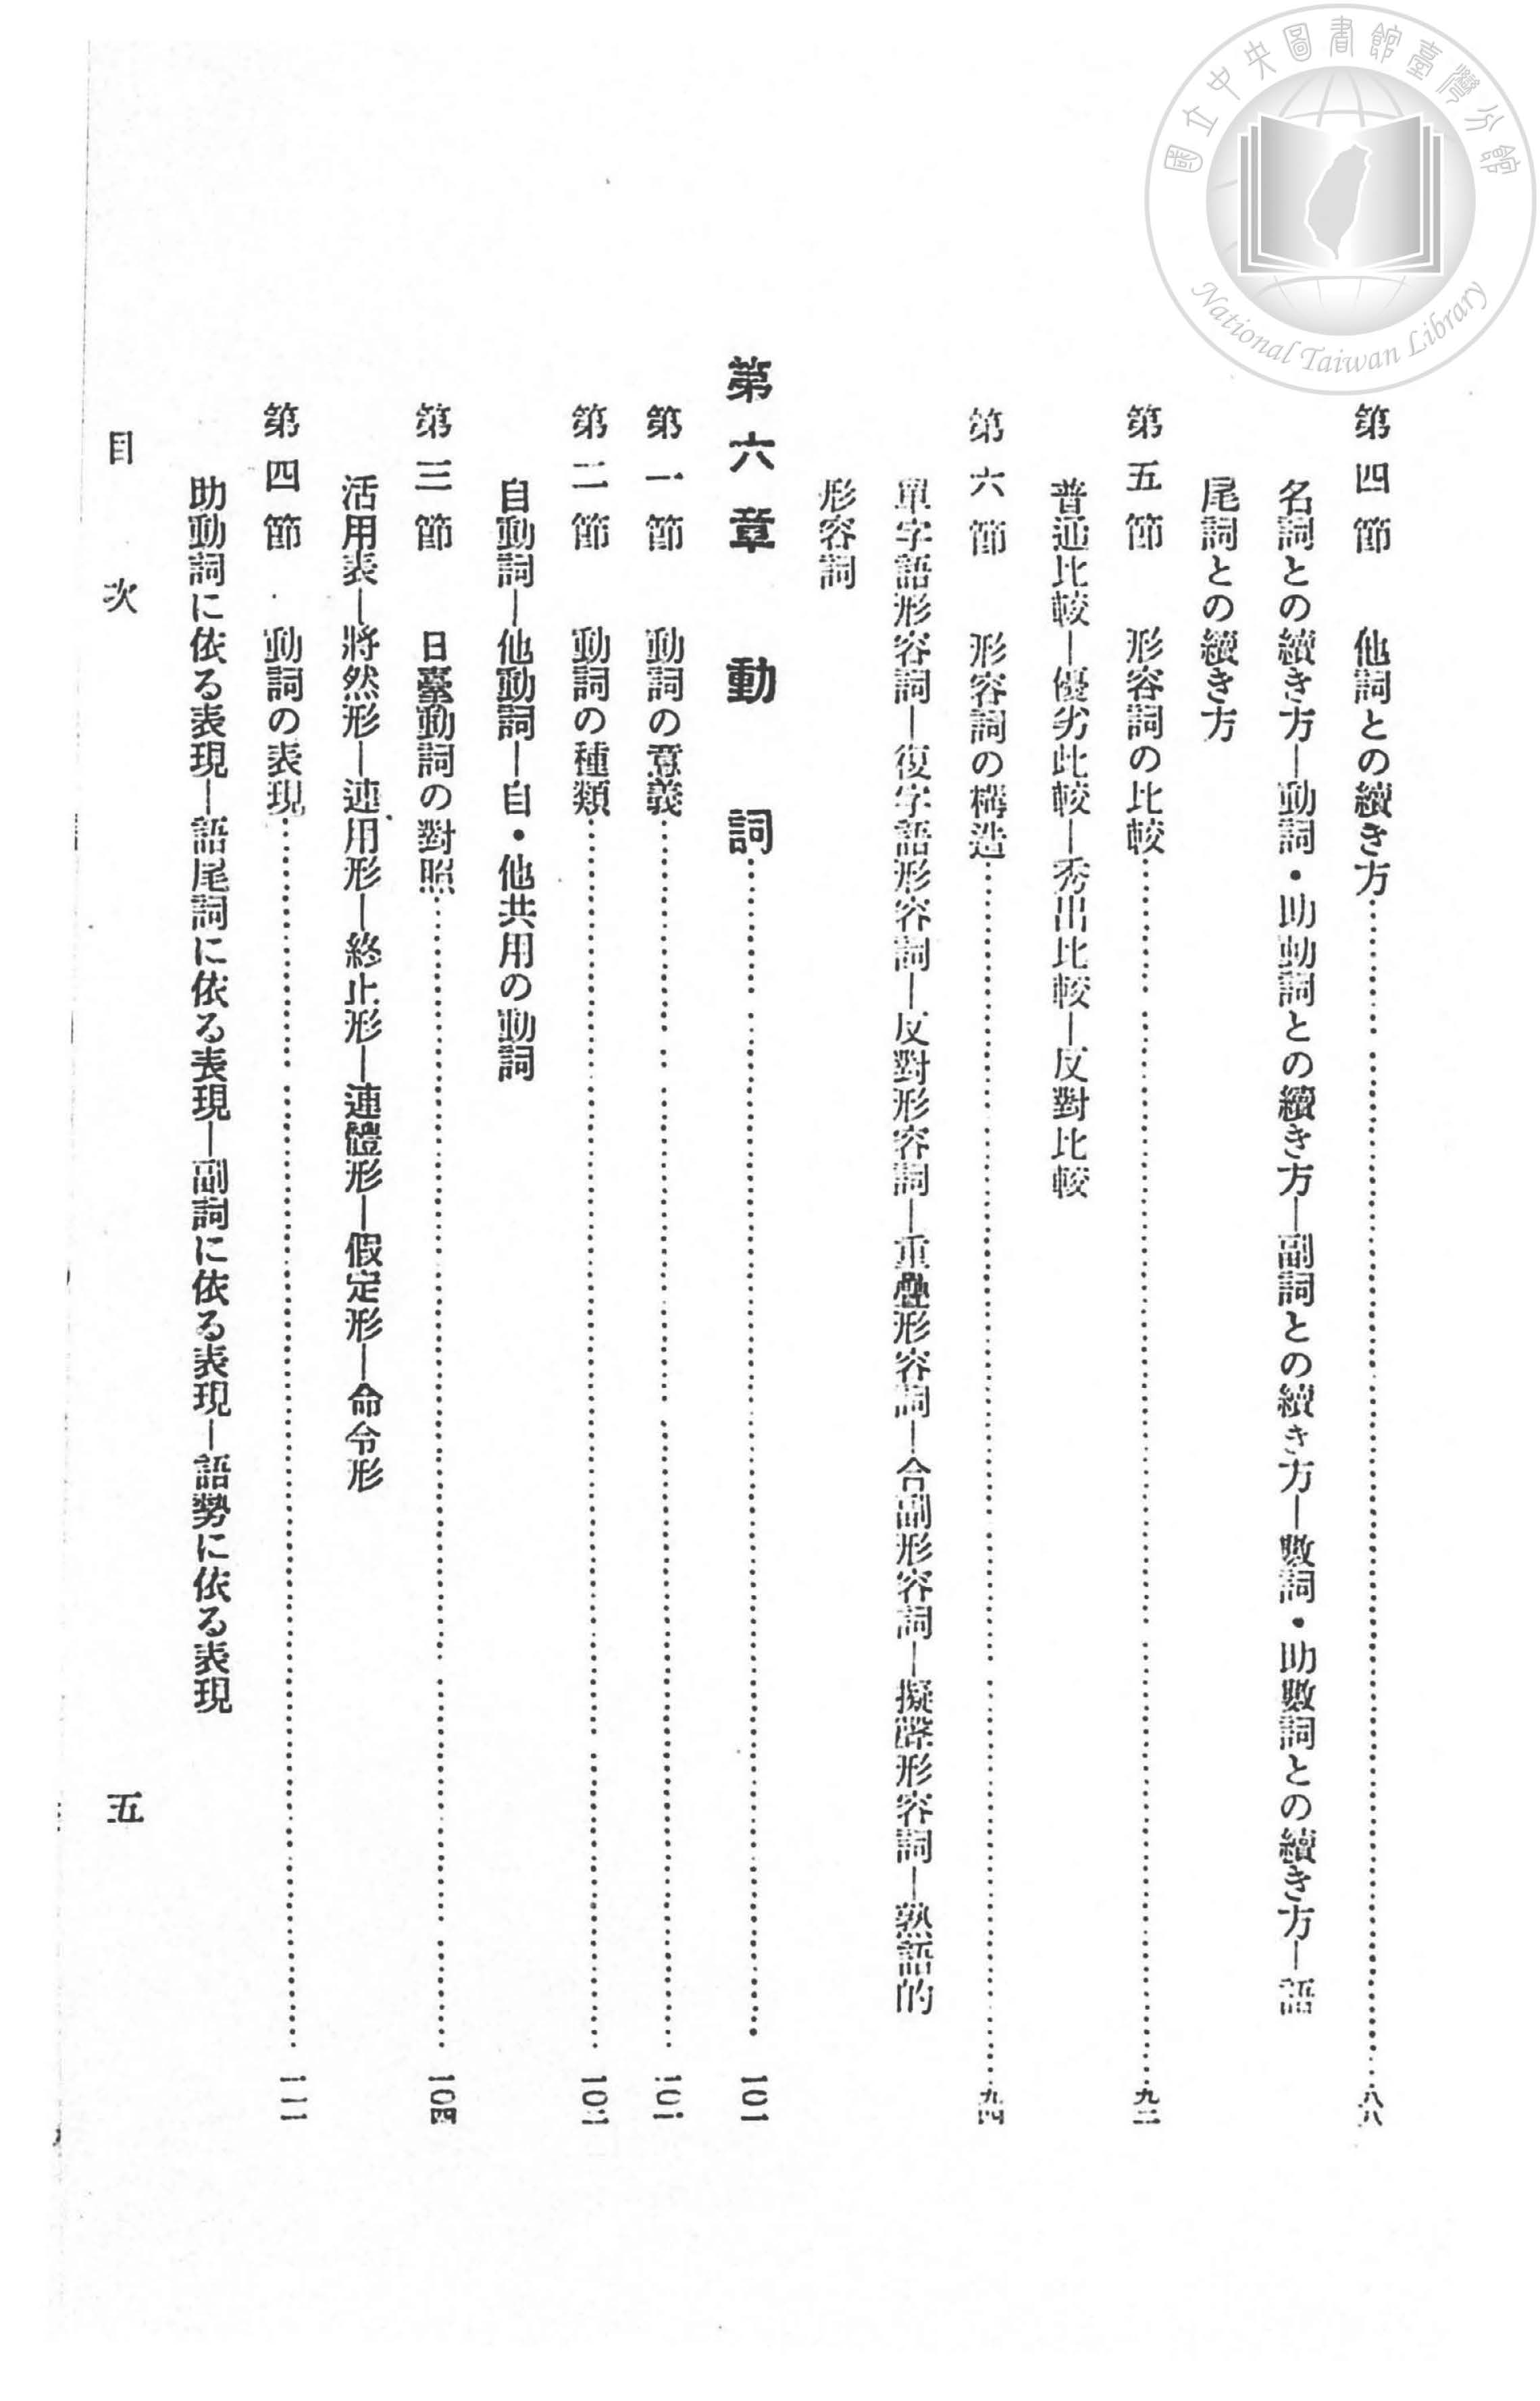 國立中央圖書館臺灣分館
National Taiwan Library
第四節 他詞との續き方……八八
名詞との續き方―動詞・助動詞との續き方―副詞との續き方―數詞・助數詞との續き方―語
尾詞との續き方
第五節 形容詞の比較……九二
普通比較―優劣此較―秀出比較―反對比較
第六節 形容詞の構造……九四
單字語形容詞―復字語形容詞―反對形容詞―重疊形容詞―合副形容詞―擬聲形容詞―熟語的
形容詞
第六章 動詞……一〇一
第一節 動詞の意義……一〇一
第二節 動詞の種類……一〇二
自動詞―他動詞―自・他共用の動詞
第三節 日臺動詞の對照……一〇四
活用表―將然形―連用形―終止形―連體形―假定形―命令形
第四節 動詞の表現……一一一
助動詞に依る表現―語尾詞に依る表現―副詞に依る表現―語勢に依る表現
目次 五